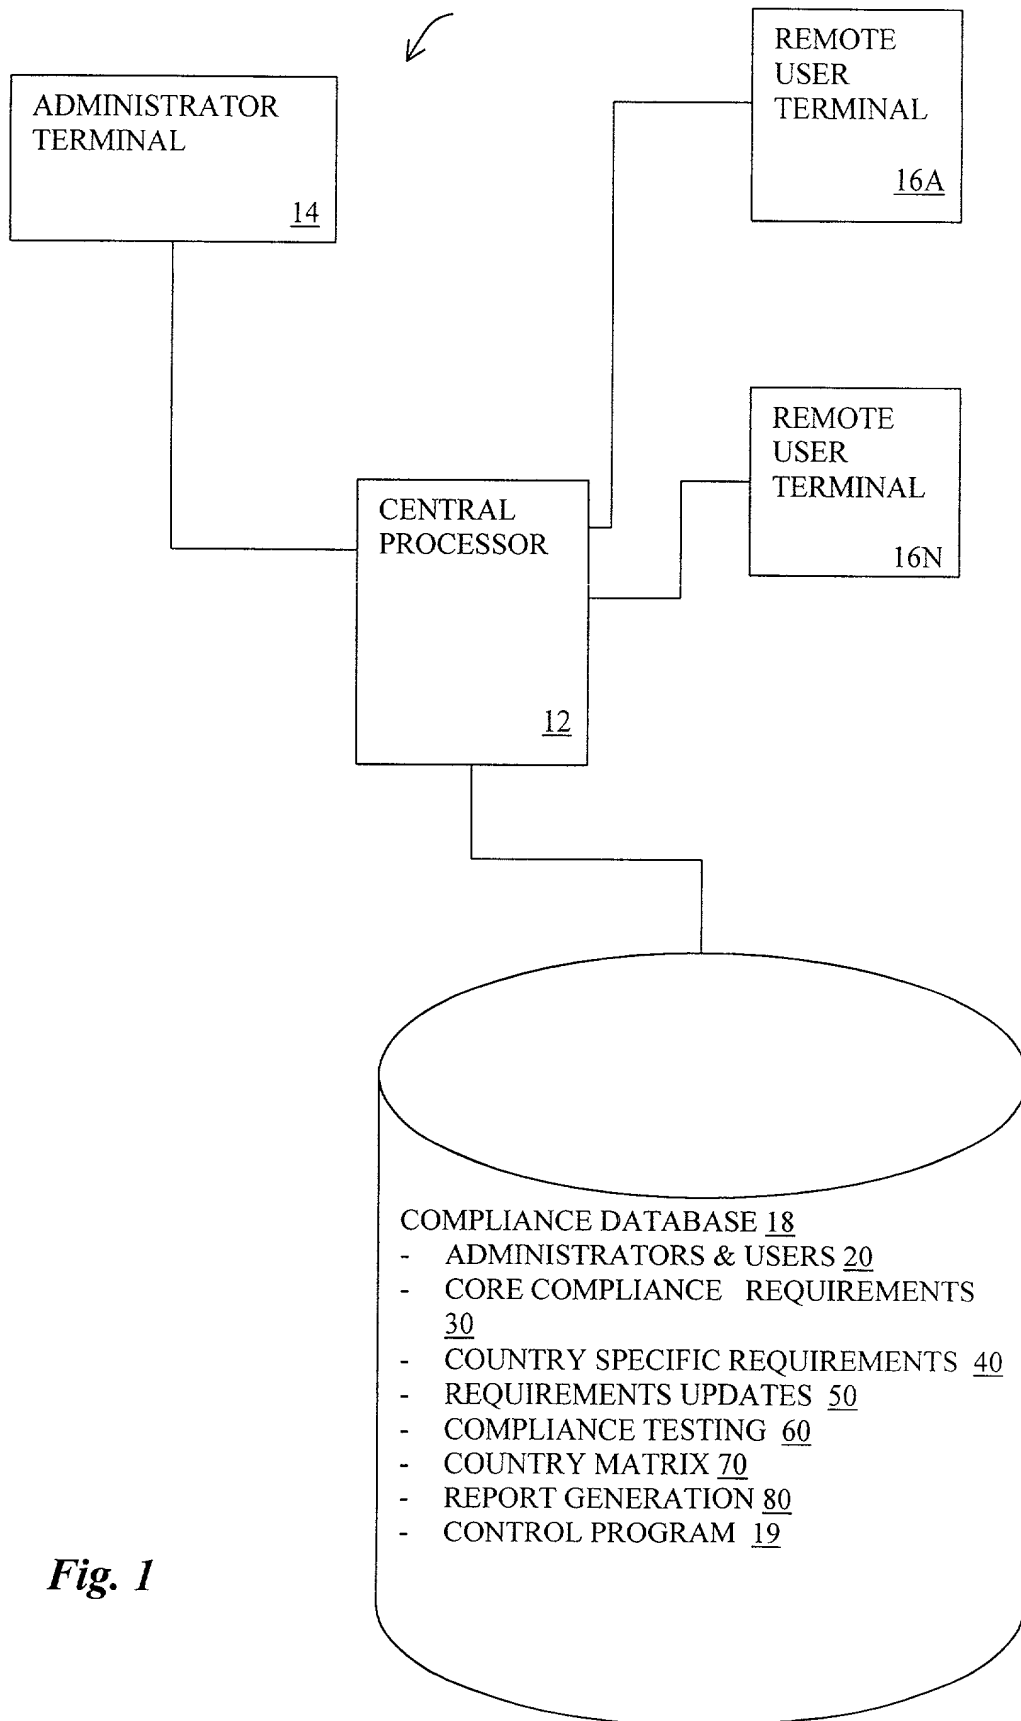 ADMINISTRATOR
TERMINAL
14
REMOTE
USER
TERMINAL
16A
REMOTE
USER
TERMINAL
16N
CENTRAL
PROCESSOR
12
COMPLIANCE DATABASE 18
- ADMINISTRATORS & USERS 20
- CORE COMPLIANCE REQUIREMENTS
30
- COUNTRY SPECIFIC REQUIREMENTS 40
- REQUIREMENTS UPDATES 50
- COMPLIANCE TESTING 60
- COUNTRY MATRIX 70
- REPORT GENERATION 80
- CONTROL PROGRAM 19
Fig. 1